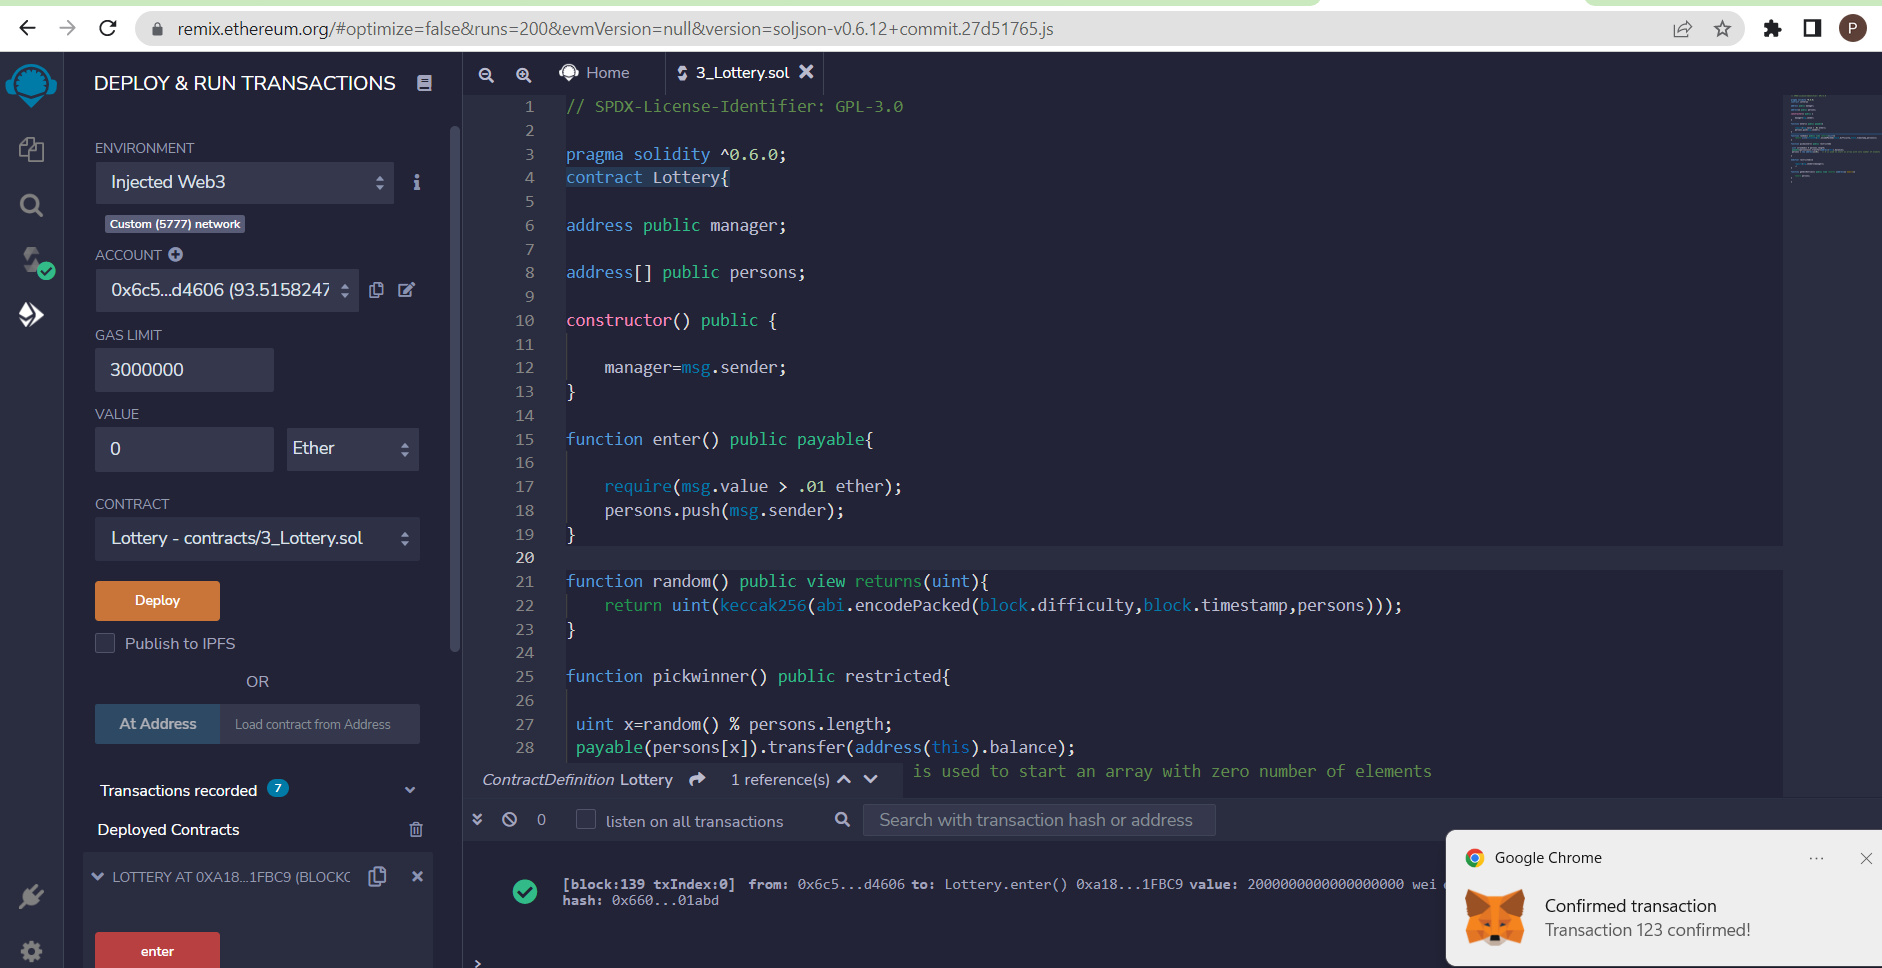 remix.ethereum.org/#optimize=false&runs=200&evmVersion=null&version=soljson-v0.6.12+commit.27d51765.js
P
DEPLOY & RUN TRANSACTIONS
ENVIRONMENT
Injected Web3
Custom (5777) network
ACCOUNT
0x6c5...d4606 (93.5158247
GAS LIMIT
3000000
VALUE
0
Ether
CONTRACT
Lottery - contracts/3_Lottery.sol
Deploy
Publish to IPFS
OR
At Address
Load contract from Address
Transactions recorded 7
Deployed Contracts
LOTTERY AT 0XA18...1FBC9 (BLOCKC
enter
Home
3_Lottery.sol
1 // SPDX-License-Identifier: GPL-3.0
2
3 pragma solidity ^0.6.0;
4 contract Lottery{
5
6 address public manager;
7
8 address[] public persons;
9
10 constructor() public {
11
12 manager=msg.sender;
13 }
14
15 function enter() public payable{
16
17 require(msg.value > .01 ether);
18 persons.push(msg.sender);
19 }
20
21 function random() public view returns(uint){
22 return uint(keccak256(abi.encodePacked(block.difficulty,block.timestamp,persons)));
23 }
24
25 function pickwinner() public restricted{
26
27 uint x=random() % persons.length;
28 payable(persons[x]).transfer(address(this).balance);
is used to start an array with zero number of elements
ContractDefinition Lottery 1 reference(s)
0
listen on all transactions
Search with transaction hash or address
[block:139 txIndex:0] from: 0x6c5...d4606 to: Lottery.enter() 0xa18...1FBC9 value: 2000000000000000000 wei
hash: 0x660...01abd
>
Google Chrome
Confirmed transaction
Transaction 123 confirmed!